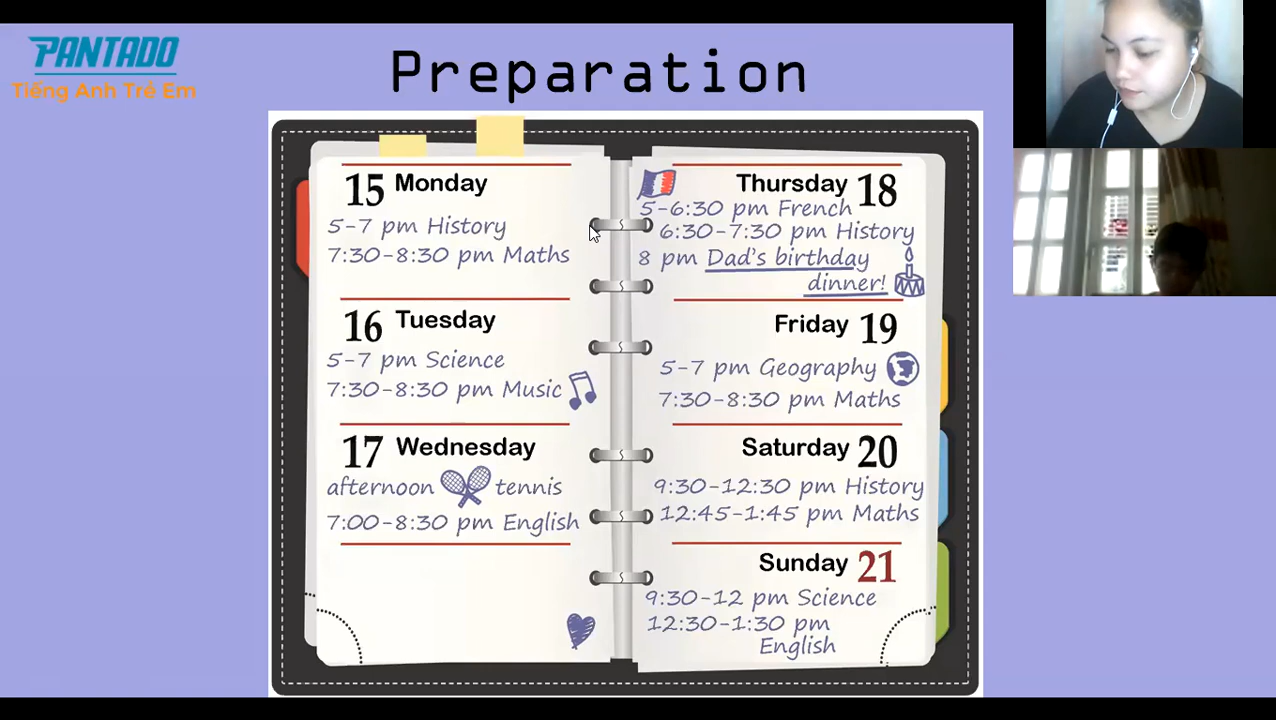 PANTADO
Tiếng Anh Trẻ Em
Preparation
15 Monday
5-7 pm History
7:30-8:30 pm Maths
16 Tuesday
5-7 pm Science
7:30-8:30 pm Music
17 Wednesday
afternoon tennis
7:00-8:30 pm English
Thursday 18
5-6:30 pm French
6:30-7:30 pm History
8 pm Dad's birthday
dinner!
Friday 19
5-7 pm Geography
7:30-8:30 pm Maths
Saturday 20
9:30-12:30 pm History
12:45-1:45 pm Maths
Sunday 21
9:30-12 pm Science
12:30-1:30 pm
English